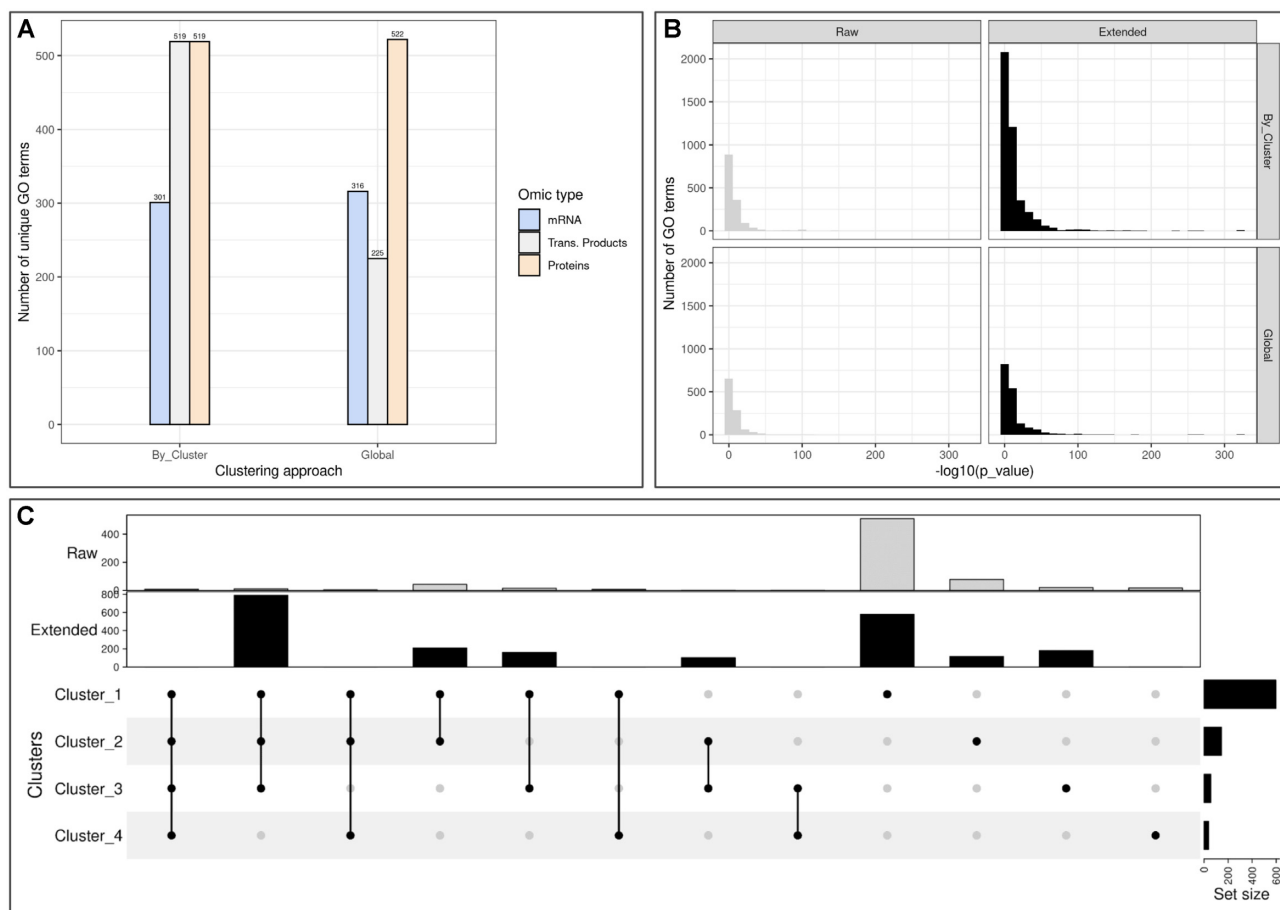 A
519 519
522
500
400
316
301
300
225
200
100
0
Number of unique GO terms
By_Cluster
Global
Clustering approach
Omic type
mRNA
Trans. Products
Proteins
B
Raw
Extended
2000
1500
1000
500
0
By_Cluster
2000
1500
1000
500
0
Global
Number of GO terms
0 100 200 300
0 100 200 300
-log10(p_value)
C
Raw
400
200
0
Extended
800
600
400
200
0
Clusters
Cluster_1
Cluster_2
Cluster_3
Cluster_4
0 200 400 600
Set size